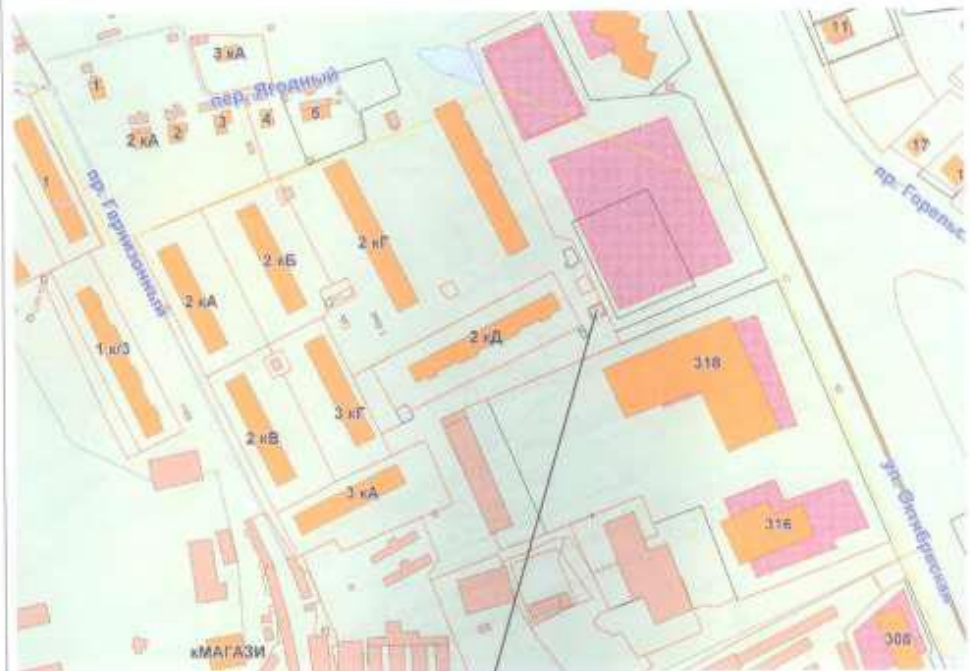 11
3 кА
пер. Ягодный
1
2 кА
2
3
4
5
17
1
пр. Гарнизонный
2 кБ
2 кГ
2 кА
1 к/3
2 кД
318
2 кВ
3 кГ
3 кА
316
ул. Октябрьская
308
кМАГАЗИ